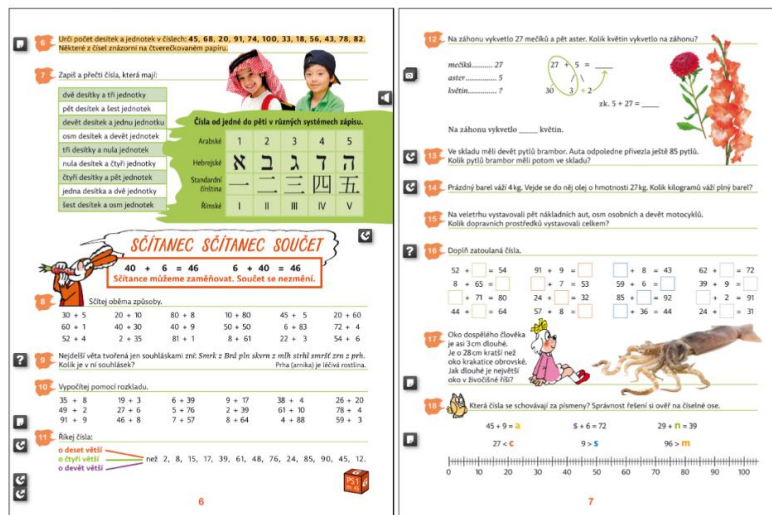 6 Urči počet desítek a jednotek v číslech: 45, 68, 20, 91, 74, 100, 33, 18, 56, 43, 78, 82.
Některé z čísel znázorni na čtverečkovaném papíru.
7 Zapiš a přečti čísla, která mají:
dvě desítky a tři jednotky
pět desítek a šest jednotek
devět desítek a jednu jednotku
osm desítek a devět jednotek
tři desítky a nula jednotek
nula desítek a čtyři jednotky
čtyři desítky a pět jednotek
jedna desítka a dvě jednotky
šest desítek a osm jednotek
Čísla od jedné do pěti v různých systémech zápisu.
Arabské 1 2 3 4 5
Hebrejské א ב ג ד ה
Standardní čínština 一 二 三 四 五
Římské I II III IV V
SČÍTANEC SČÍTANEC SOUČET
40 + 6 = 46 6 + 40 = 46
Sčítance můžeme zaměňovat. Součet se nezmění.
8 Sčítej oběma způsoby.
30 + 5 20 + 10 80 + 8 10 + 80 45 + 5 20 + 60
60 + 1 40 + 30 40 + 9 50 + 50 6 + 83 72 + 4
52 + 4 2 + 35 81 + 1 8 + 61 22 + 3 54 + 6
9 Nejdelší věta tvořená jen souhláskami zní: Smrk z Brd pln skvrn z mlh strhl smršť zrn z prh.
Kolik je v ní souhlásek? Prha (arnika) je léčivá rostlina.
10 Vypočítej pomocí rozkladu.
35 + 8 19 + 3 6 + 39 9 + 17 38 + 4 26 + 20
49 + 2 27 + 6 5 + 76 2 + 39 61 + 10 78 + 4
91 + 9 46 + 8 7 + 57 8 + 64 4 + 88 59 + 3
11 Říkej čísla:
o deset větší
o čtyři větší než 2, 8, 15, 17, 39, 61, 48, 76, 24, 85, 90, 45, 12.
o devět větší
PS1
6
12 Na záhonu vykvetlo 27 mečíků a pět aster. Kolik květin vykvetlo na záhonu?
mečíků.......... 27 27 + 5 = ____
aster.............. 5
květin............ ? 30 3 + 2
zk. 5 + 27 = ____
Na záhonu vykvetlo _____ květin.
13 Ve skladu měli devět pytlů brambor. Auta odpoledne přivezla ještě 85 pytlů.
Kolik pytlů brambor měli potom ve skladu?
14 Prázdný barel váží 4 kg. Vejde se do něj olej o hmotnosti 27 kg. Kolik kilogramů váží plný barel?
15 Na veletrhu vystavovali pět nákladních aut, osm osobních a devět motocyklů.
Kolik dopravních prostředků vystavovali celkem?
16 Doplň zatoulaná čísla.
52 + = 54 91 + 9 = + 8 = 43 62 + = 72
8 + 65 = + 7 = 53 59 + 6 = 39 + 9 =
+ 71 = 80 24 + = 32 85 + = 92 + 2 = 91
44 + = 64 57 + 8 = + 36 = 44 24 + = 31
17 Oko dospělého člověka
je asi 3 cm dlouhé.
Je o 28 cm kratší než
oko krakatice obrovské.
Jak dlouhé je největší
oko v živočišné říši?
18 Která čísla se schovávají za písmeny? Správnost řešení si ověř na číselné ose.
45 + 9 = a s + 6 = 72 29 + n = 39
27 < c 9 > s 96 > m
0 10 20 30 40 50 60 70 80 90 100
7